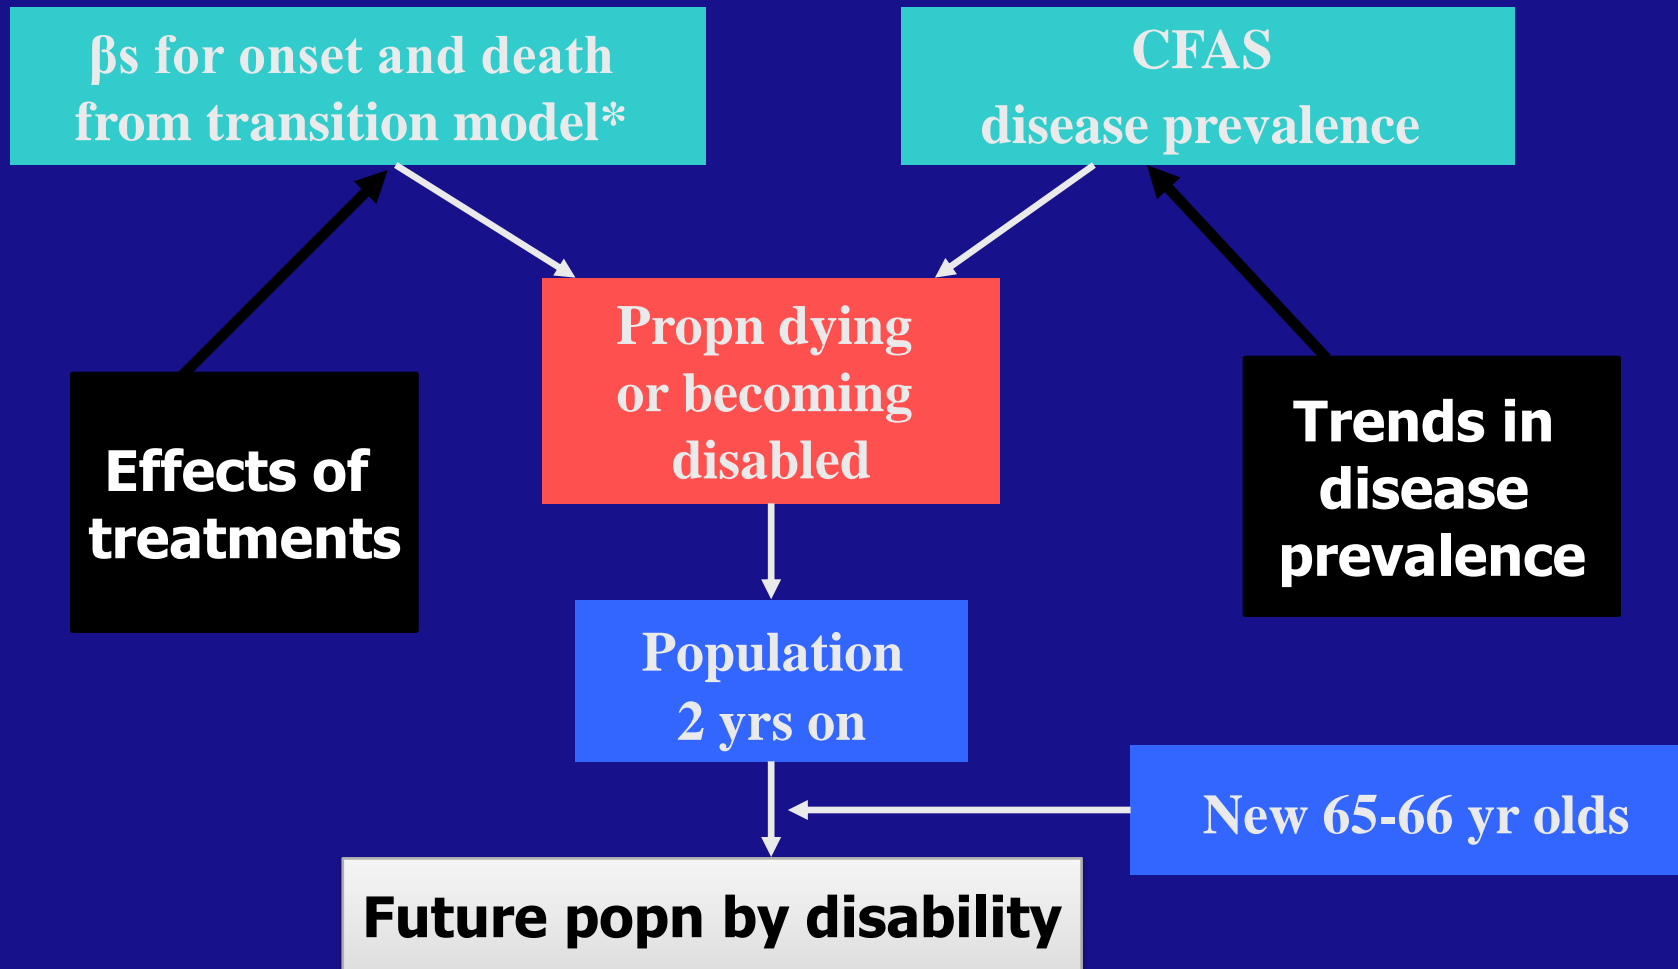 βs for onset and death
from transition model*
CFAS
disease prevalence
Propn dying
or becoming
disabled
Effects of
treatments
Trends in
disease
prevalence
Population
2 yrs on
New 65-66 yr olds
Future popn by disability